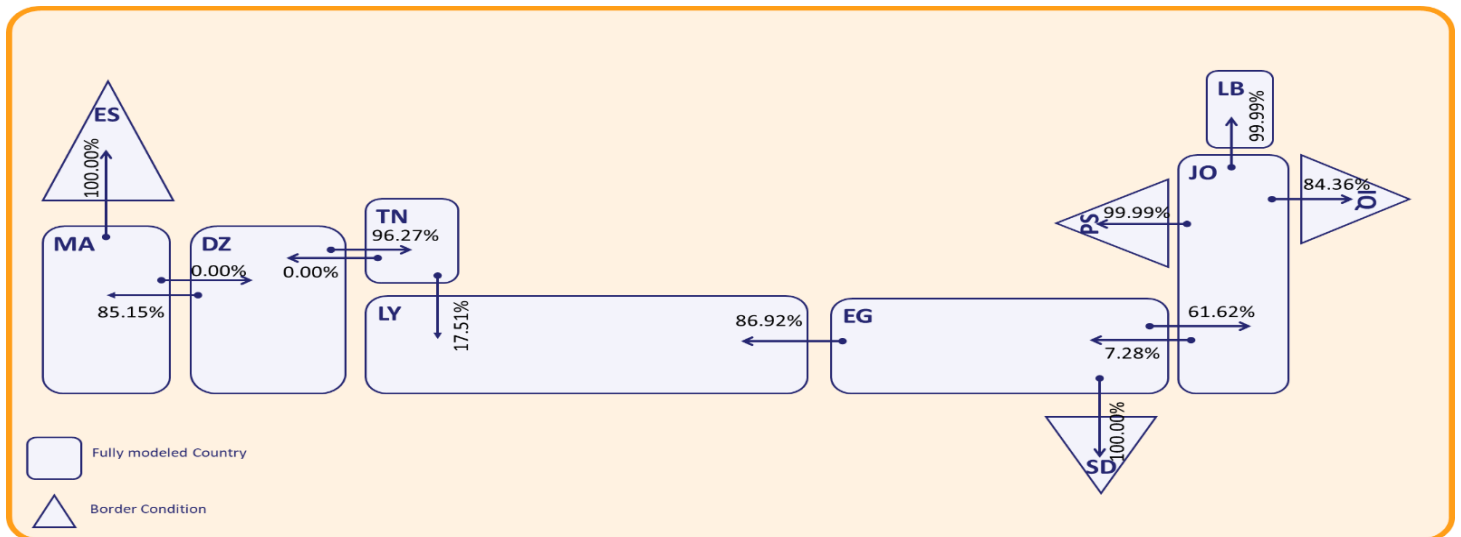 ES
100.00%
MA
0.00%
85.15%
DZ
TN
96.27%
0.00%
LY
17.51%
86.92%
EG
61.62%
7.28%
100.00%
SD
LB
99.99%
JO
84.36%
IQ
99.99%
PS
Fully modeled Country
Border Condition